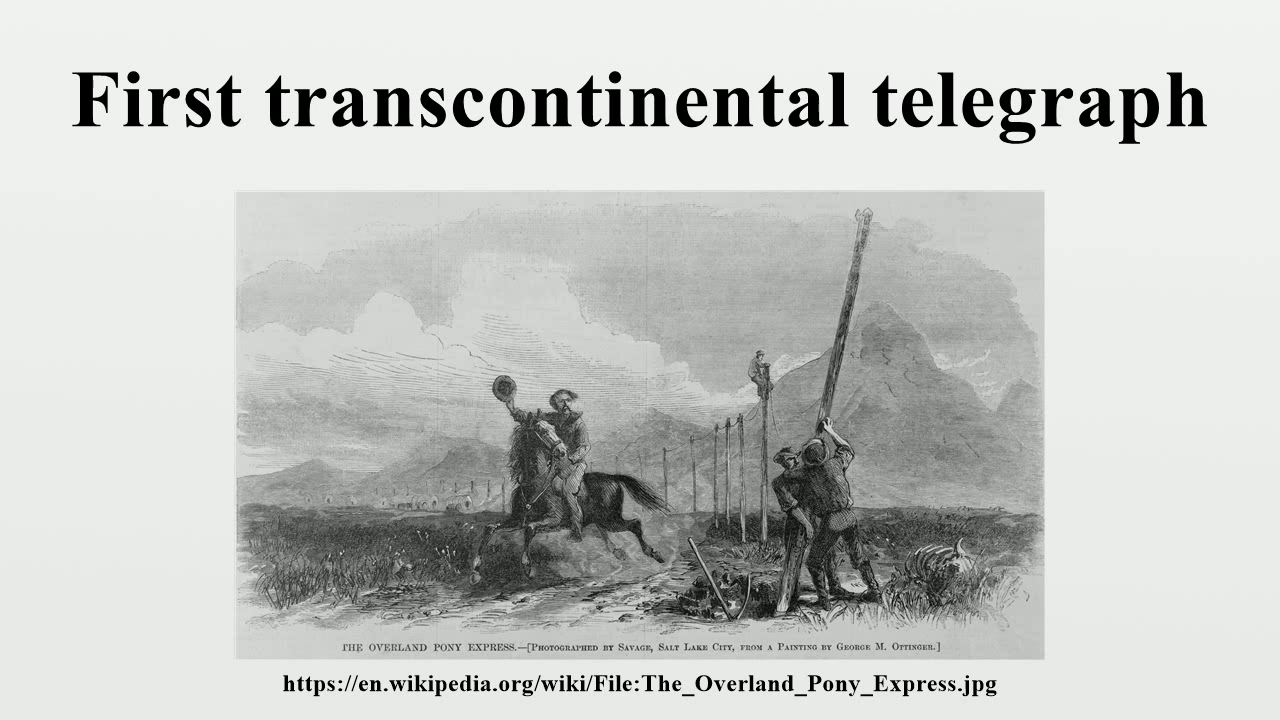 First transcontinental telegraph
THE OVERLAND PONY EXPRESS.—[Photographed by Savage, Salt Lake City, from a Painting by George M. Ottinger.]
https://en.wikipedia.org/wiki/File:The_Overland_Pony_Express.jpg